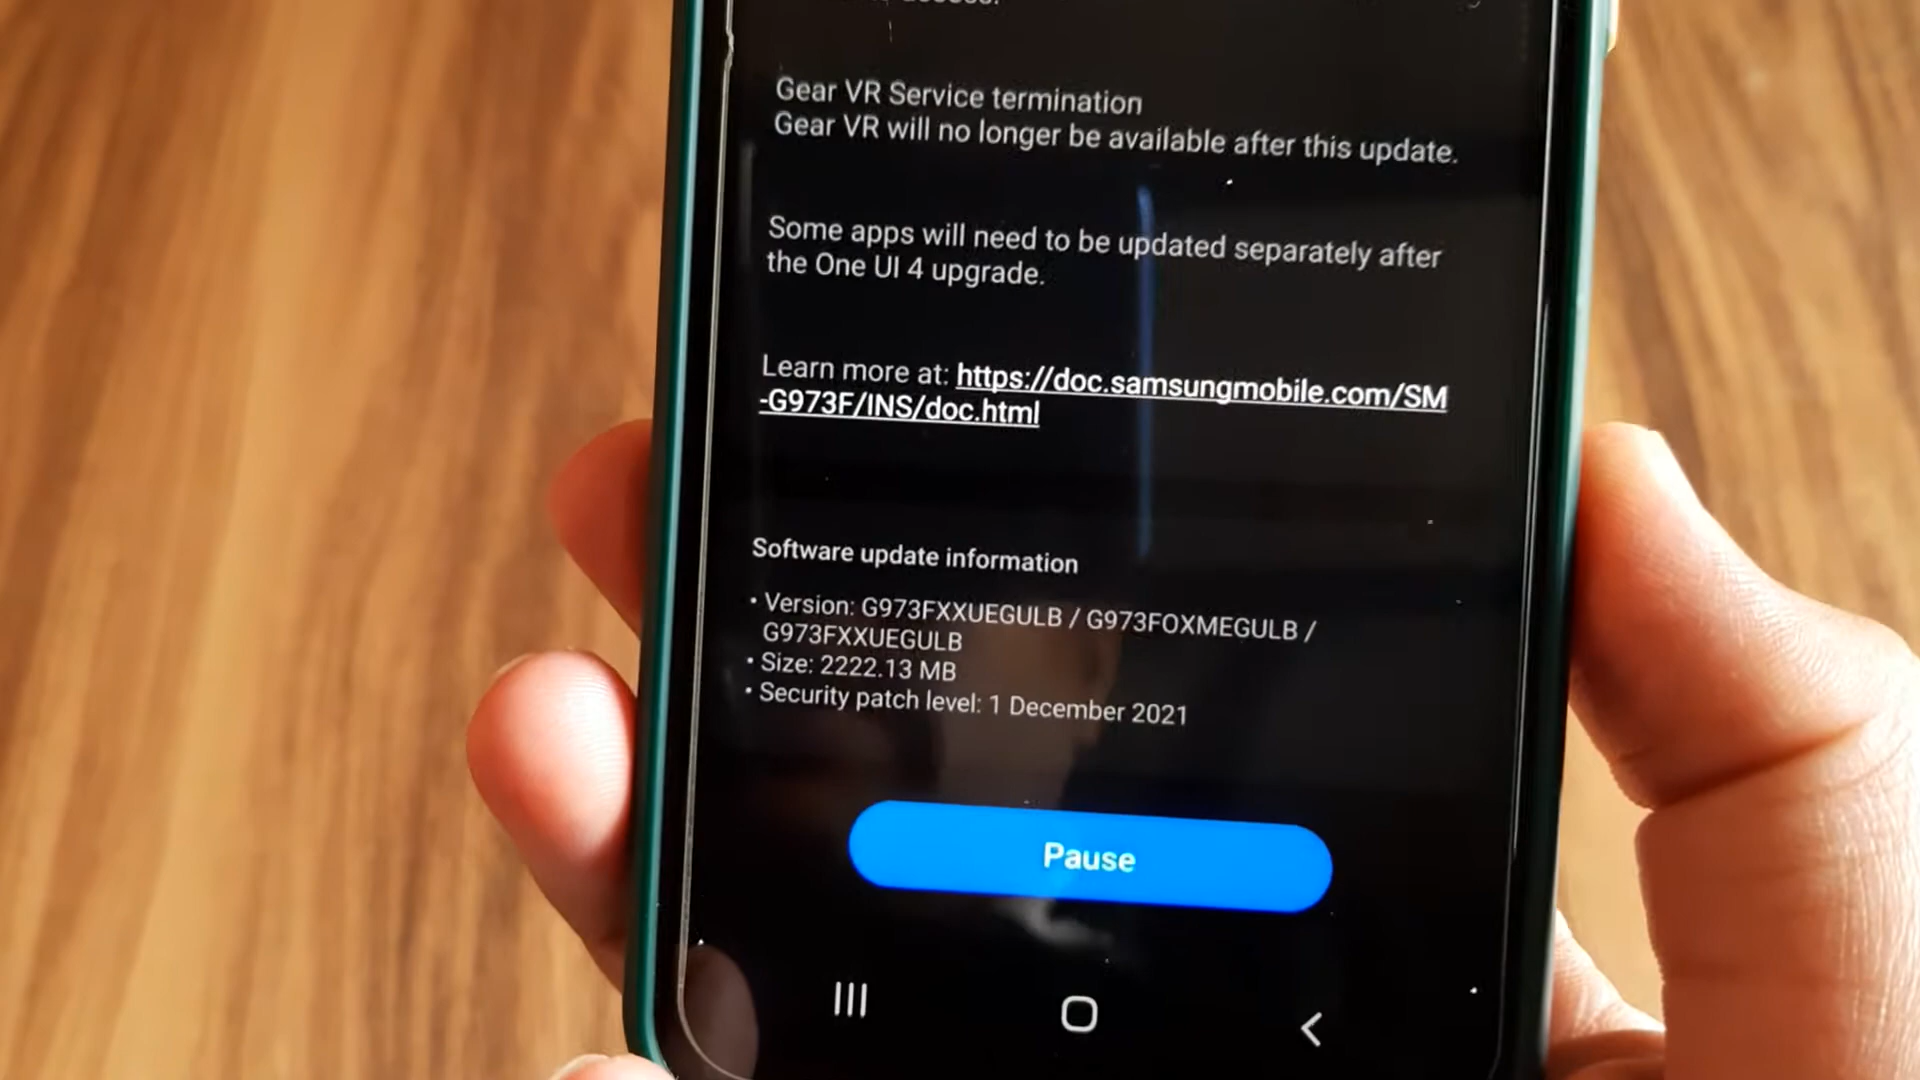 Gear VR Service termination
Gear VR will no longer be available after this update.
Some apps will need to be updated separately after
the One UI 4 upgrade.
Learn more at: https://doc.samsungmobile.com/SM
-G973F/INS/doc.html
Software update information
• Version: G973FXXUEGULB / G973FOXMEGULB /
G973FXXUEGULB
• Size: 2222.13 MB
• Security patch level: 1 December 2021
Pause